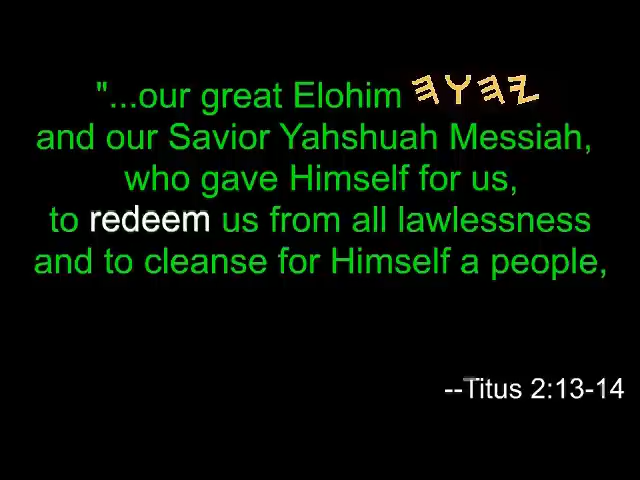 "...our great Elohim 𐤄𐤅𐤄𐤉
and our Savior Yahshuah Messiah,
who gave Himself for us,
to redeem us from all lawlessness
and to cleanse for Himself a people,
--Titus 2:13-14